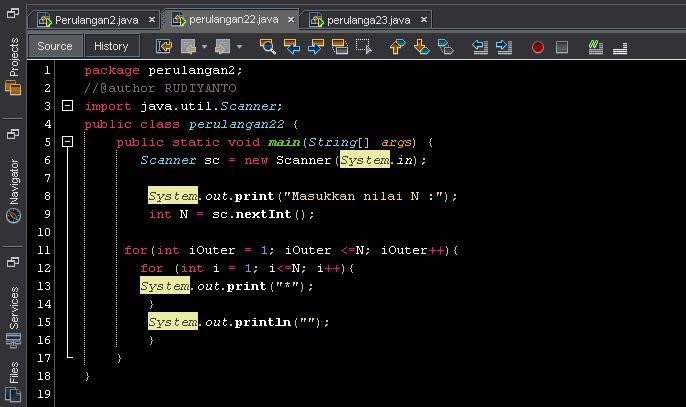 Perulangan2.java × perulangan22.java × perulanga23.java ×
Source History
Projects
Navigator
Services
Files
1 package perulangan2;
2 //@author RUDIYANTO
3 import java.util.Scanner;
4 public class perulangan22 {
5 public static void main(String[] args) {
6 Scanner sc = new Scanner(System.in);
7
8 System.out.print("Masukkan nilai N :");
9 int N = sc.nextInt();
10
11 for(int iOuter = 1; iOuter <=N; iOuter++){
12 for (int i = 1; i<=N; i++){
13 System.out.print("*");
14 }
15 System.out.println("");
16 }
17 }
18 }
19